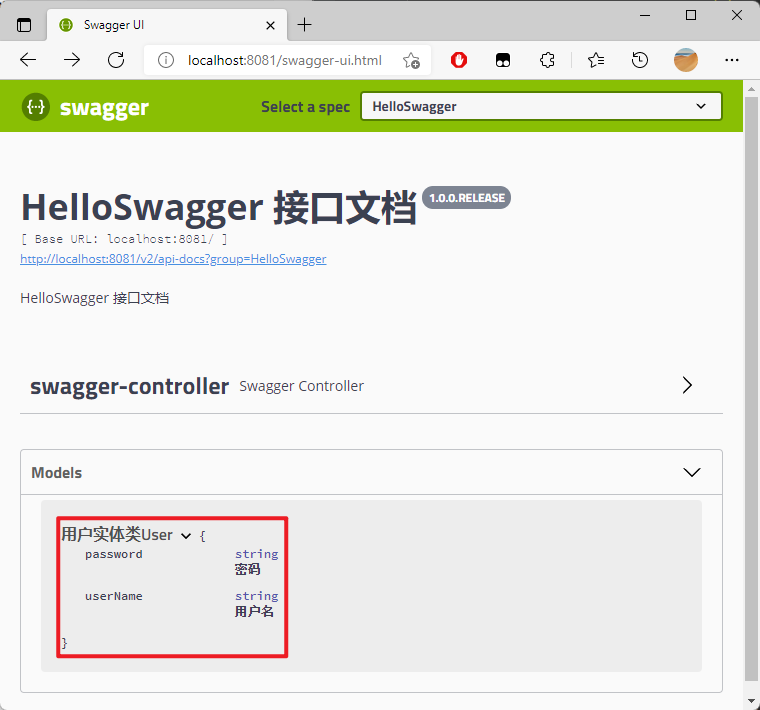 Swagger UI
localhost:8081/swagger-ui.html
swagger
Select a spec
HelloSwagger
HelloSwagger 接口文档 1.0.0.RELEASE
[ Base URL: localhost:8081/ ]
http://localhost:8081/v2/api-docs?group=HelloSwagger
HelloSwagger 接口文档
swagger-controller Swagger Controller
Models
用户实体类User {
password string
密码
userName string
用户名
}